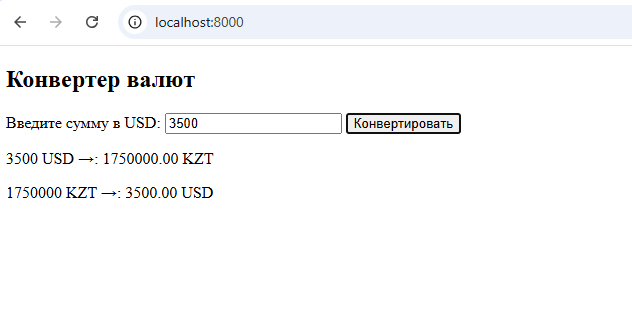 localhost:8000
Конвертер валют
Введите сумму в USD: 3500 Конвертировать
3500 USD →: 1750000.00 KZT
1750000 KZT →: 3500.00 USD